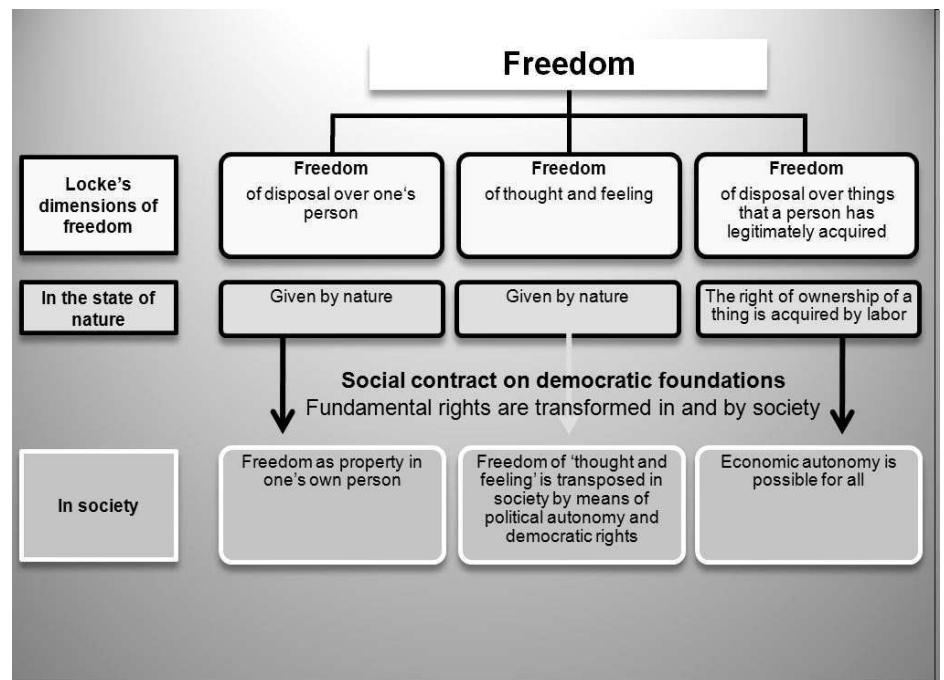 Freedom
Locke's
dimensions of
freedom
Freedom
of disposal over one's
person
Freedom
of thought and feeling
Freedom
of disposal over things
that a person has
legitimately acquired
In the state of
nature
Given by nature
Given by nature
The right of ownership of a
thing is acquired by labor
Social contract on democratic foundations
Fundamental rights are transformed in and by society
In society
Freedom as property in
one's own person
Freedom of 'thought and
feeling' is transposed in
society by means of
political autonomy and
democratic rights
Economic autonomy is
possible for all